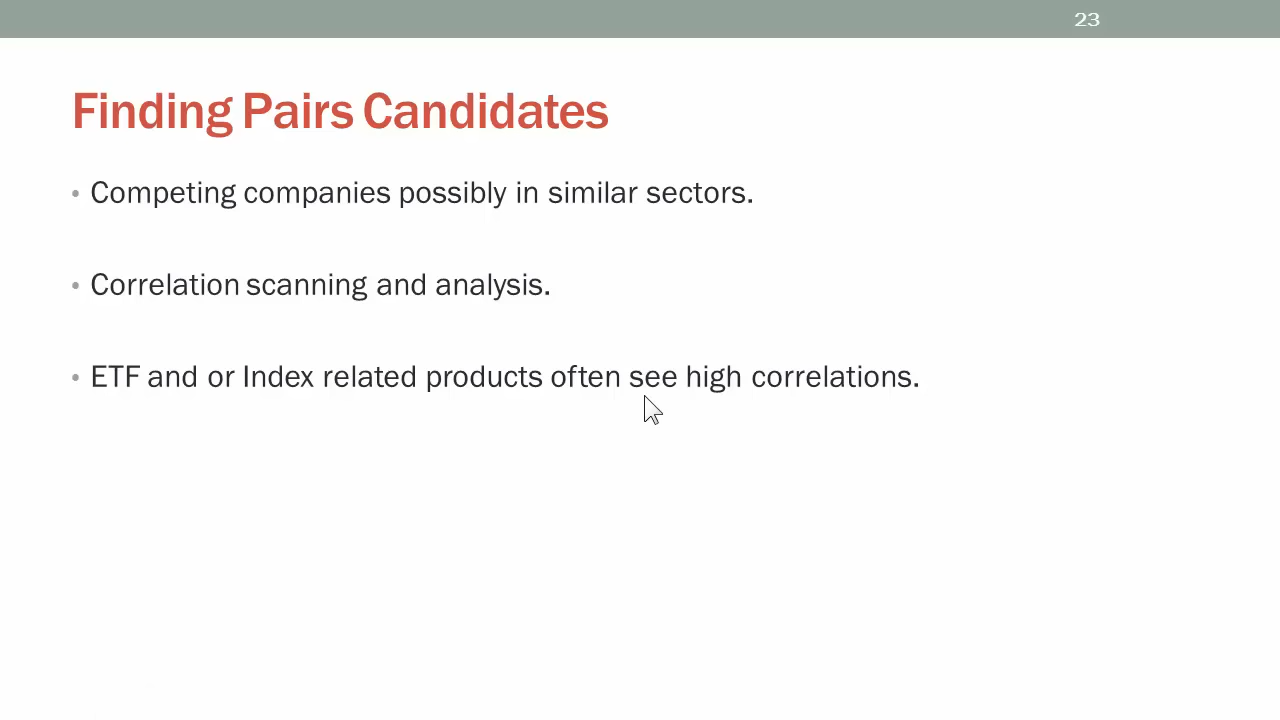 23
Finding Pairs Candidates
• Competing companies possibly in similar sectors.
• Correlation scanning and analysis.
• ETF and or Index related products often see high correlations.